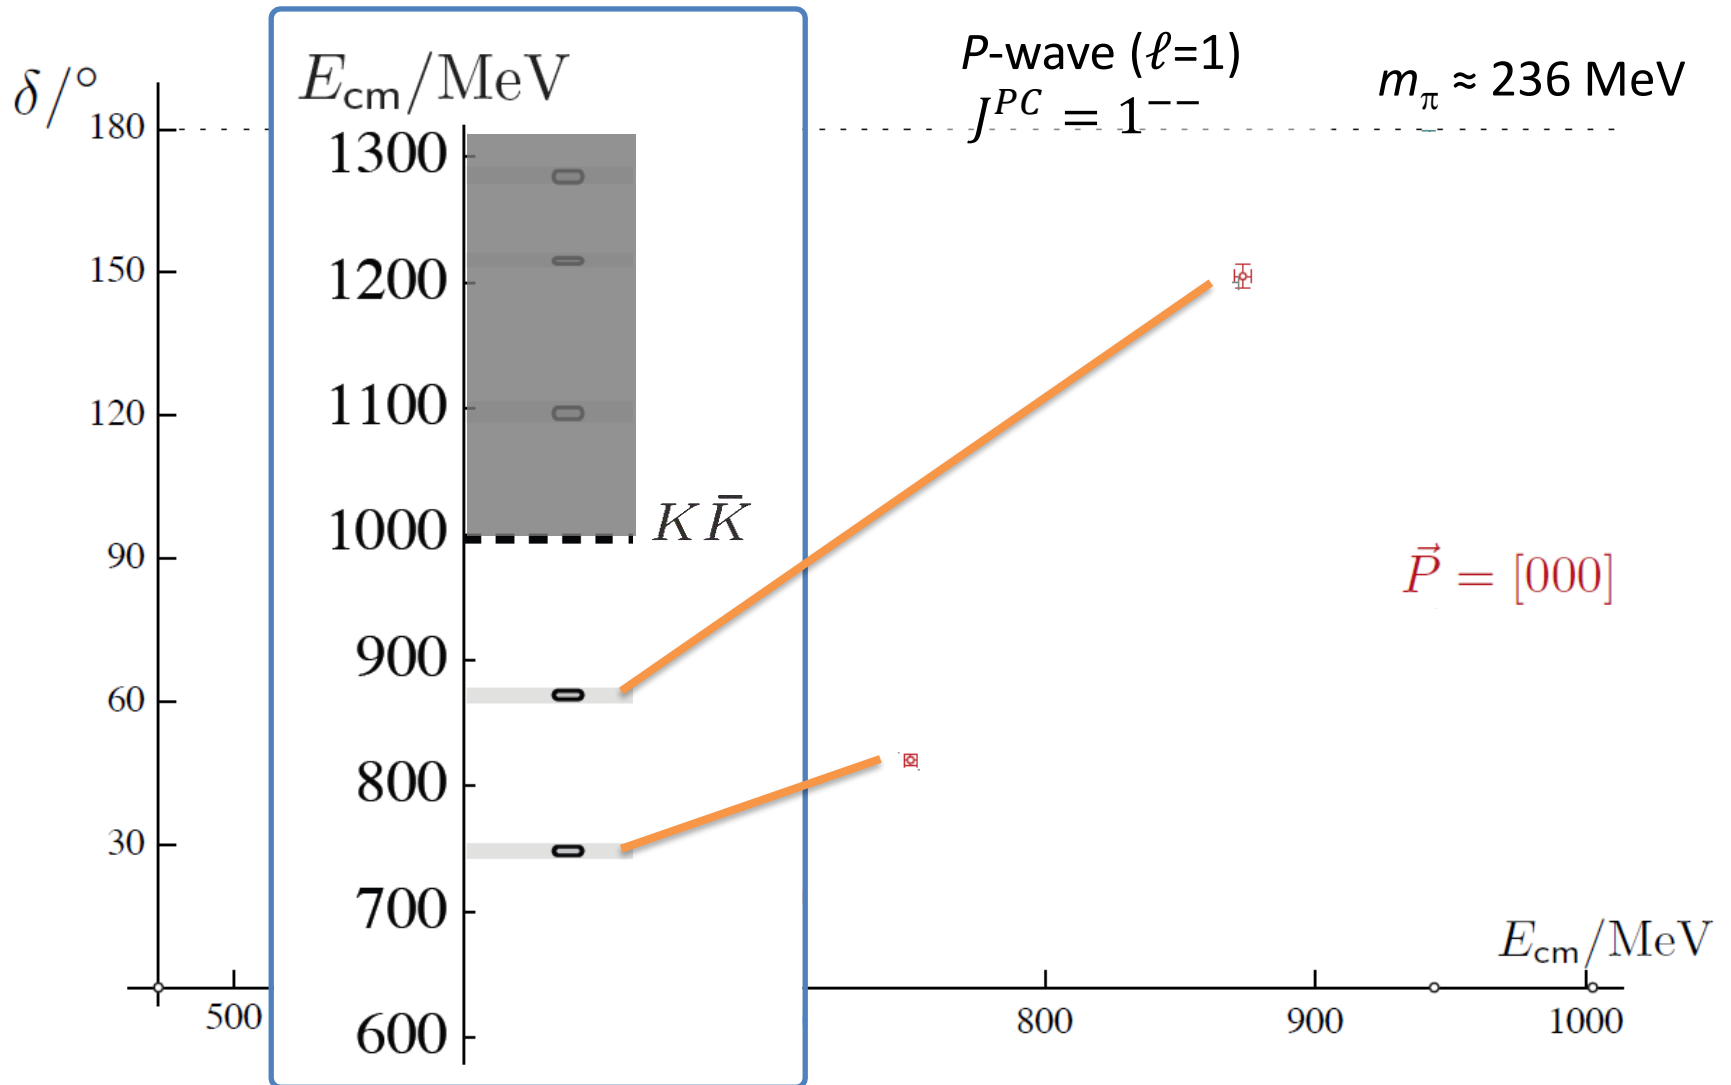 δ/°
180
150
120
90
60
30
E_cm/MeV
1300
1200
1100
1000
900
800
700
600
K K̄
P-wave (ℓ=1)
J^{PC} = 1^{--}
m_π ≈ 236 MeV
P⃗ = [000]
E_cm/MeV
500
800
900
1000